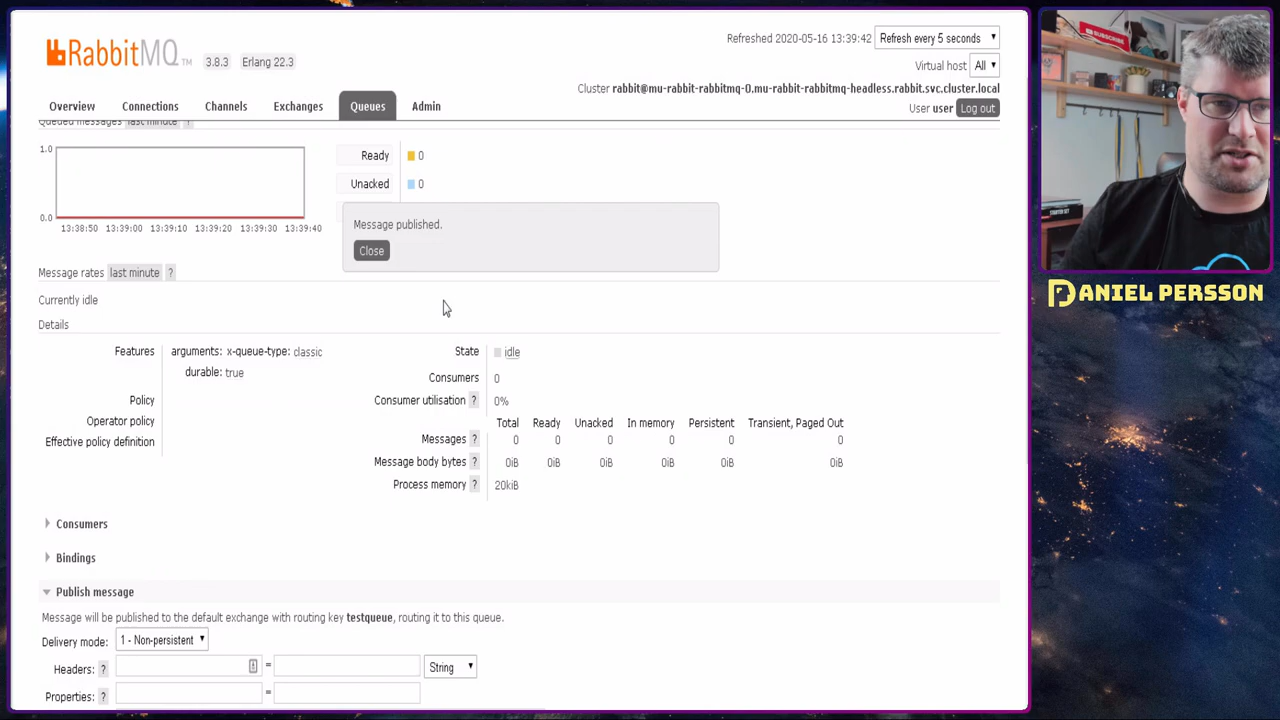 RabbitMQ TM 3.8.3 Erlang 22.3
Refreshed 2020-05-16 13:39:42 Refresh every 5 seconds
Virtual host All
Cluster rabbit@mu-rabbit-rabbitmq-0.mu-rabbit-rabbitmq-headless.rabbit.svc.cluster.local
User user Log out
Overview Connections Channels Exchanges Queues Admin
Queued messages last minute ?
1.0
0.0
13:38:50 13:39:00 13:39:10 13:39:20 13:39:30 13:39:40
Ready 0
Unacked 0
Message published.
Close
Message rates last minute ?
Currently idle
Details
Features arguments: x-queue-type: classic
durable: true
Policy
Operator policy
Effective policy definition
State idle
Consumers 0
Consumer utilisation ? 0%
Total Ready Unacked In memory Persistent Transient, Paged Out
Messages ? 0 0 0 0 0 0
Message body bytes ? 0iB 0iB 0iB 0iB 0iB 0iB
Process memory ? 20kiB
Consumers
Bindings
Publish message
Message will be published to the default exchange with routing key testqueue, routing it to this queue.
Delivery mode: 1 - Non-persistent
Headers: ? = String
Properties: ? =
SUBSCRIBE
DANIEL PERSSON